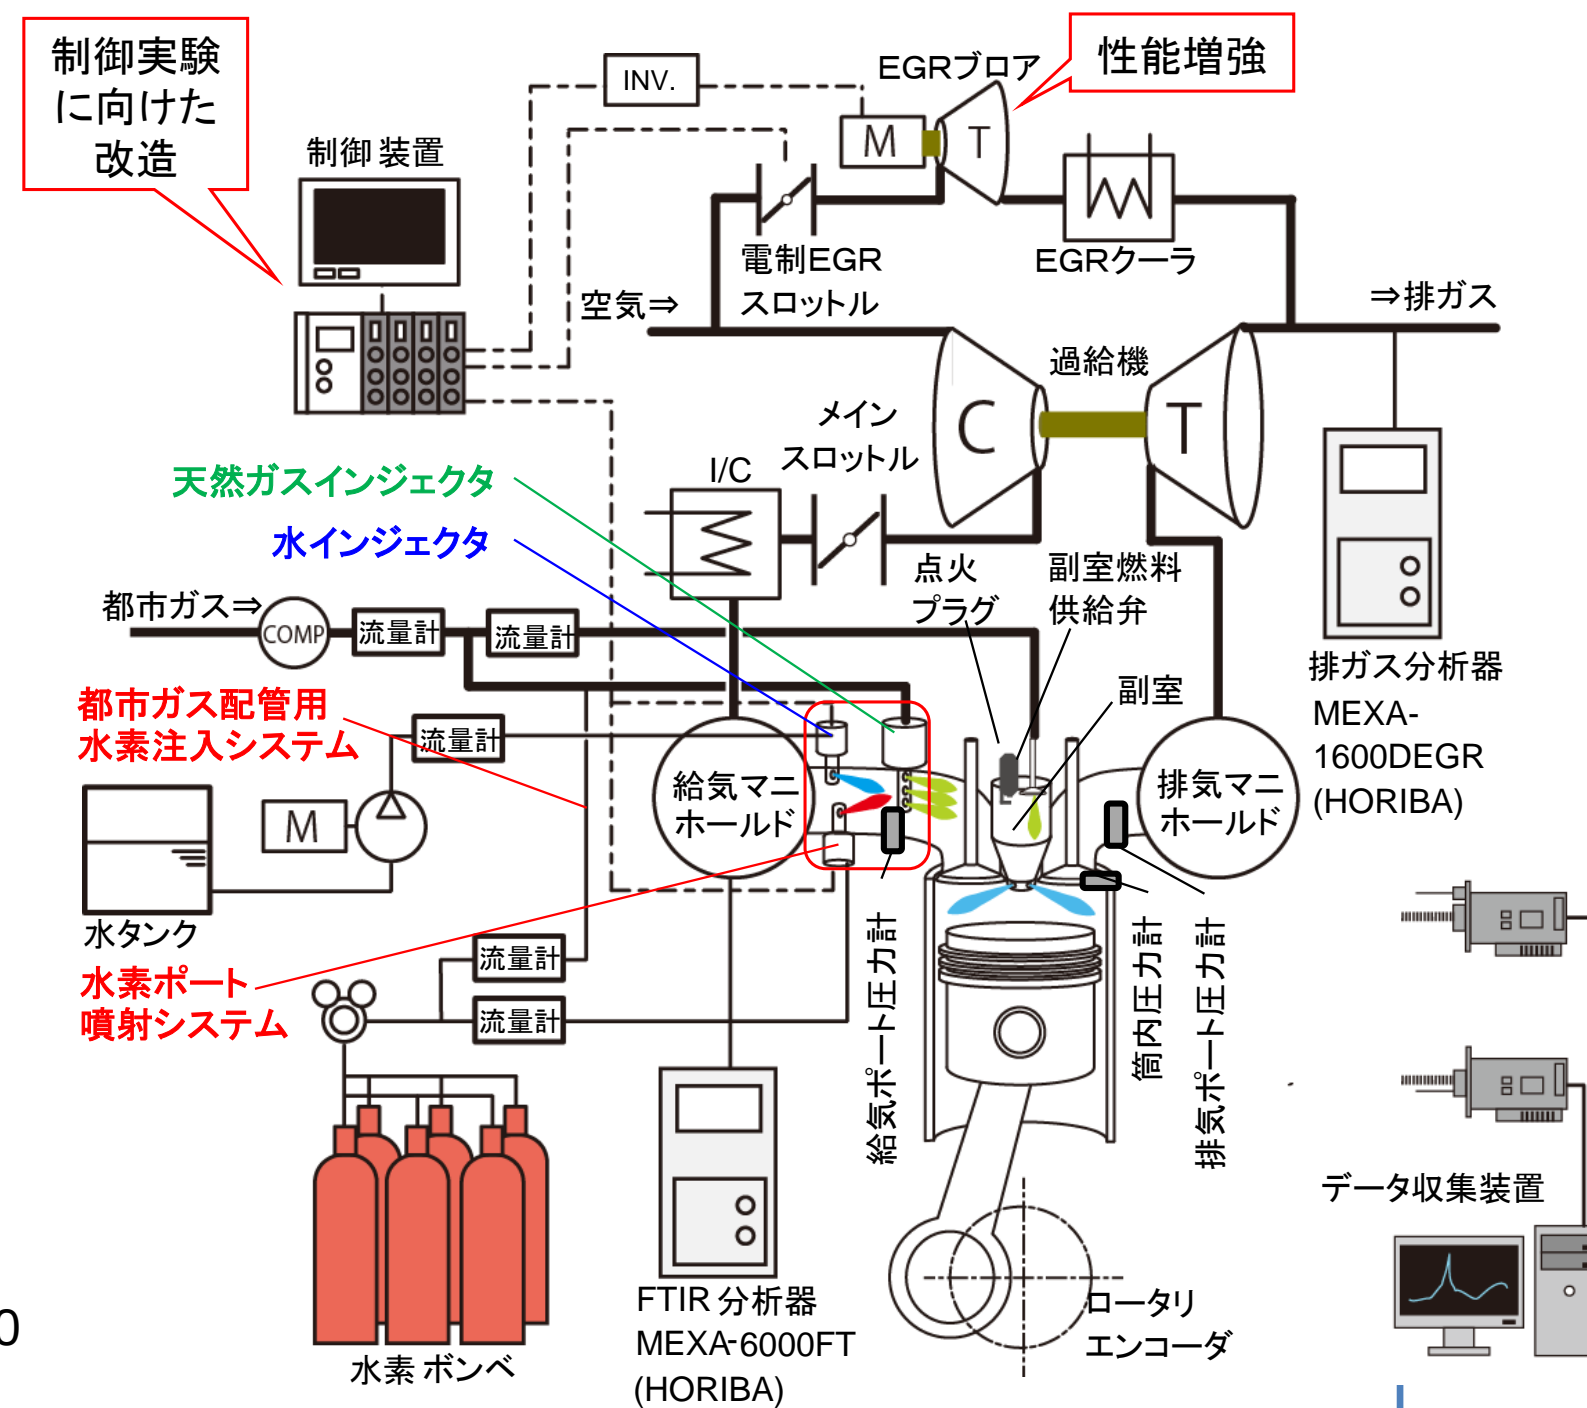 制御実験
に向けた
改造
INV.
EGRブロア
性能増強
制御装置
M
T
電制EGR
スロットル
EGRクーラ
空気⇒
⇒排ガス
過給機
C
T
メイン
スロットル
I/C
天然ガスインジェクタ
水インジェクタ
点火
プラグ
副室燃料
供給弁
都市ガス⇒
COMP
流量計
流量計
副室
排ガス分析器
MEXA-
1600DEGR
(HORIBA)
都市ガス配管用
水素注入システム
流量計
給気マニ
ホールド
排気マニ
ホールド
M
水タンク
流量計
水素ポート
噴射システム
流量計
給気ポート圧力計
筒内圧力計
排気ポート圧力計
データ収集装置
FTIR 分析器
MEXA-6000FT
(HORIBA)
ロータリ
エンコーダ
水素 ボンベ
0